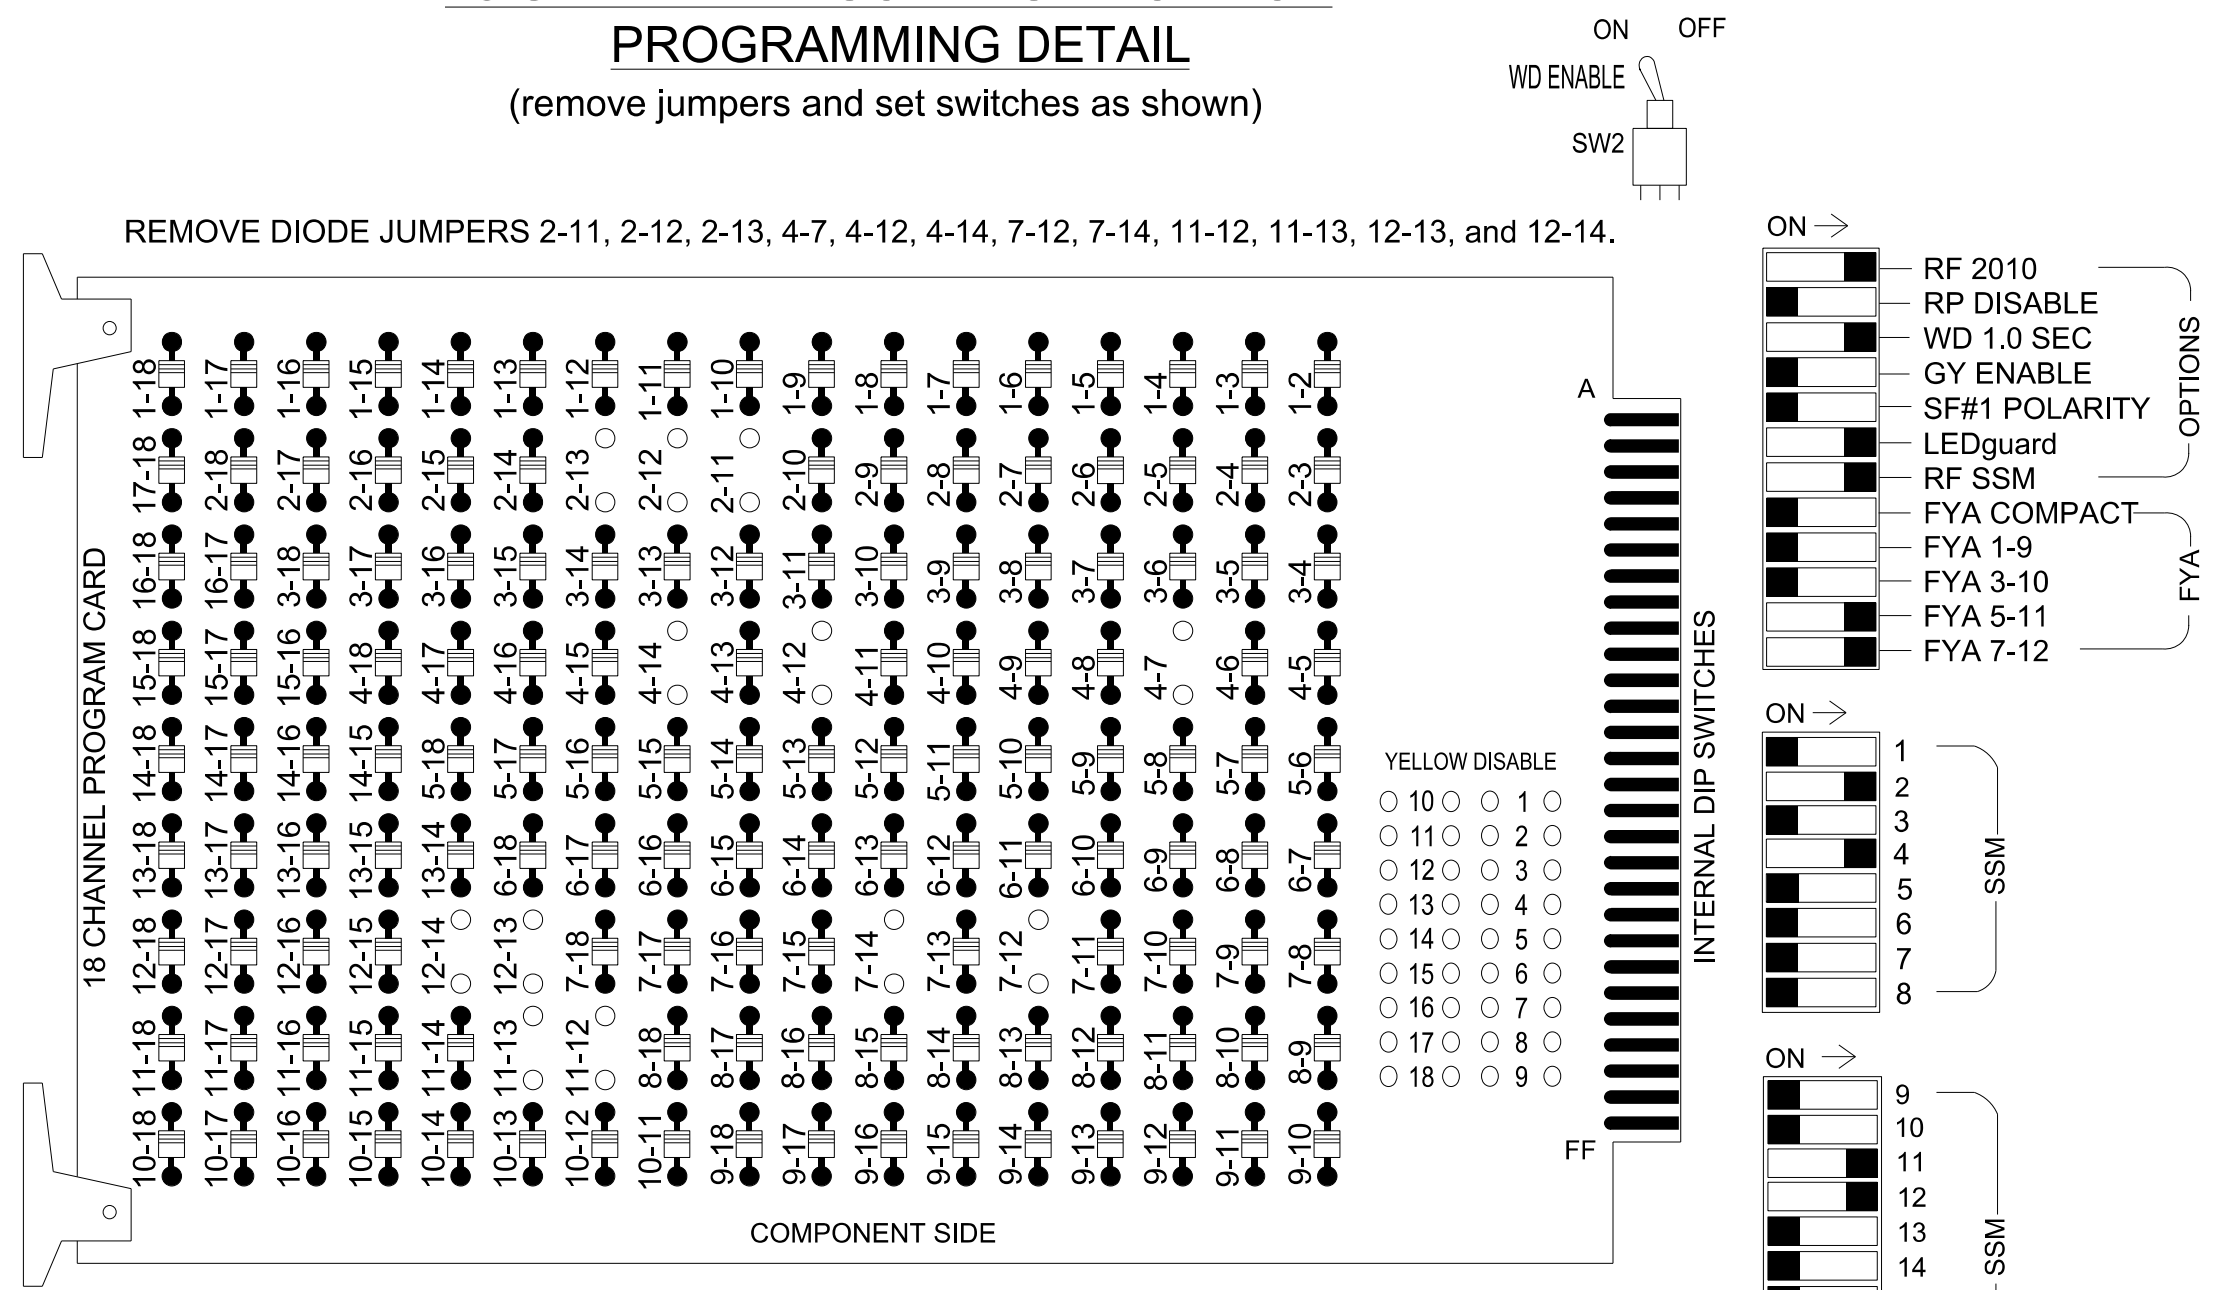 PROGRAMMING DETAIL
(remove jumpers and set switches as shown)
ON OFF
WD ENABLE
SW2
REMOVE DIODE JUMPERS 2-11, 2-12, 2-13, 4-7, 4-12, 4-14, 7-12, 7-14, 11-12, 11-13, 12-13, and 12-14.
18 CHANNEL PROGRAM CARD
1-18 1-17 1-16 1-15 1-14 1-13 1-12 1-11 1-10 1-9 1-8 1-7 1-6 1-5 1-4 1-3 1-2
17-18 2-18 2-17 2-16 2-15 2-14 2-13 2-12 2-11 2-10 2-9 2-8 2-7 2-6 2-5 2-4 2-3
16-18 16-17 3-18 3-17 3-16 3-15 3-14 3-13 3-12 3-11 3-10 3-9 3-8 3-7 3-6 3-5 3-4
15-18 15-17 15-16 4-18 4-17 4-16 4-15 4-14 4-13 4-12 4-11 4-10 4-9 4-8 4-7 4-6 4-5
14-18 14-17 14-16 14-15 5-18 5-17 5-16 5-15 5-14 5-13 5-12 5-11 5-10 5-9 5-8 5-7 5-6
13-18 13-17 13-16 13-15 13-14 6-18 6-17 6-16 6-15 6-14 6-13 6-12 6-11 6-10 6-9 6-8 6-7
12-18 12-17 12-16 12-15 12-14 12-13 7-18 7-17 7-16 7-15 7-14 7-13 7-12 7-11 7-10 7-9 7-8
11-18 11-17 11-16 11-15 11-14 11-13 11-12 8-18 8-17 8-16 8-15 8-14 8-13 8-12 8-11 8-10 8-9
10-18 10-17 10-16 10-15 10-14 10-13 10-12 10-11 9-18 9-17 9-16 9-15 9-14 9-13 9-12 9-11 9-10
COMPONENT SIDE
YELLOW DISABLE
10 1
11 2
12 3
13 4
14 5
15 6
16 7
17 8
18 9
A
FF
INTERNAL DIP SWITCHES
ON
RF 2010
RP DISABLE
WD 1.0 SEC
GY ENABLE
SF#1 POLARITY
LEDguard
RF SSM
OPTIONS
FYA COMPACT
FYA 1-9
FYA 3-10
FYA 5-11
FYA 7-12
FYA
ON
1
2
3
4
5
6
7
8
SSM
ON
9
10
11
12
13
14
SSM